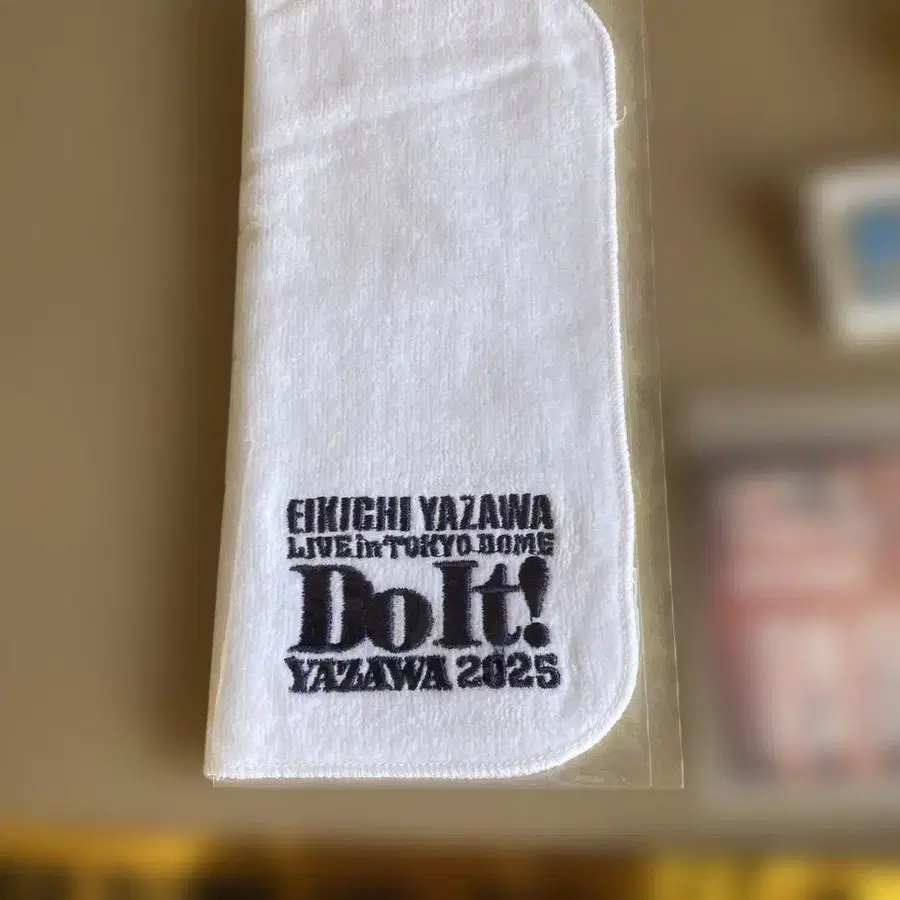 EIKICHI YAZAWA
LIVE in TOKYO DOME
Do It!
YAZAWA 2025